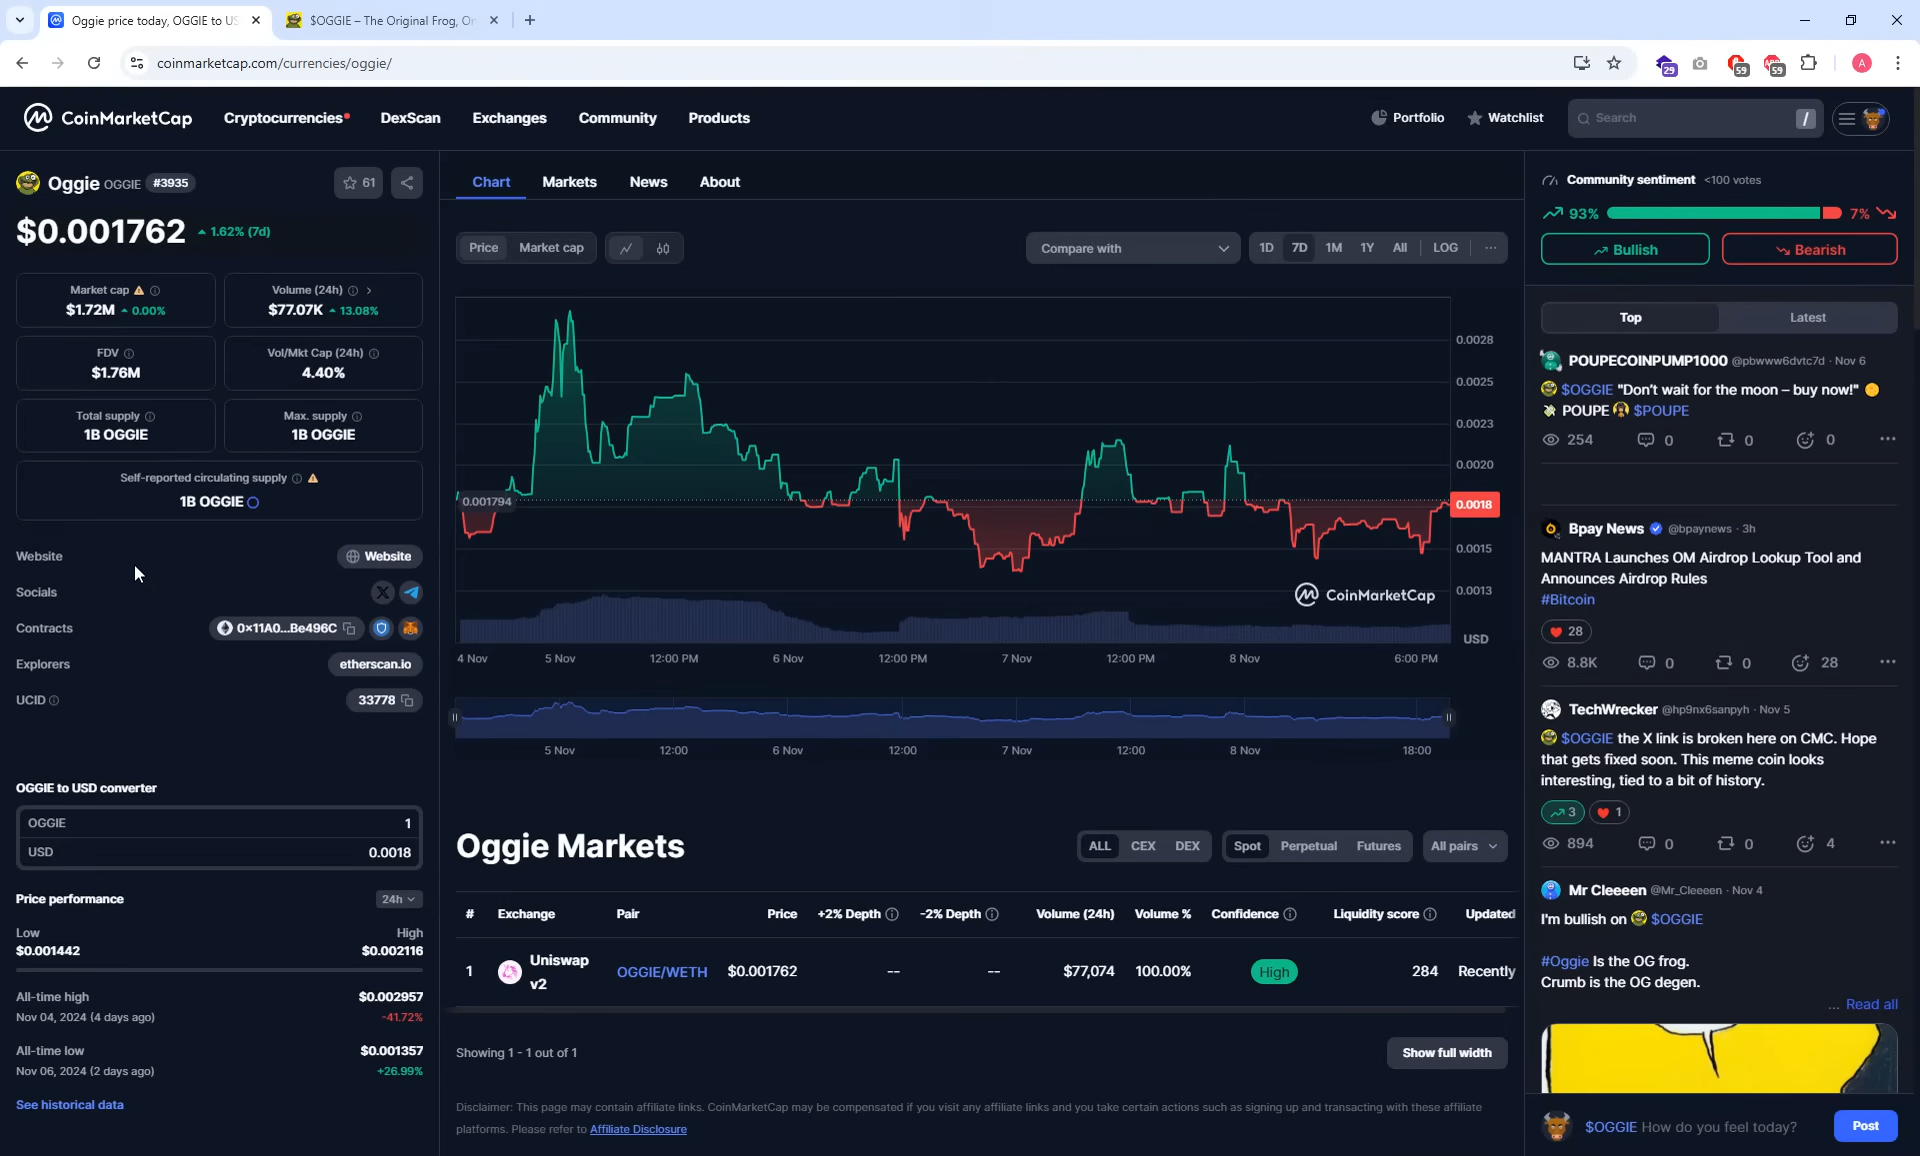 Oggie price today, OGGIE to US
$OGGIE – The Original Frog, On
coinmarketcap.com/currencies/oggie/
29
59
59
A
CoinMarketCap
Cryptocurrencies
DexScan
Exchanges
Community
Products
Portfolio
Watchlist
Search
/
Oggie OGGIE #3935
61
$0.001762
1.62% (7d)
Market cap
$1.72M 0.00%
Volume (24h)
$77.07K 13.08%
FDV
$1.76M
Vol/Mkt Cap (24h)
4.40%
Total supply
1B OGGIE
Max. supply
1B OGGIE
Self-reported circulating supply
1B OGGIE
Website
Website
Socials
Contracts
0x11A0...Be496C
Explorers
etherscan.io
UCID
33778
OGGIE to USD converter
OGGIE 1
USD 0.0018
Price performance
24h
Low
High
$0.001442
$0.002116
All-time high
$0.002957
Nov 04, 2024 (4 days ago)
-41.72%
All-time low
$0.001357
Nov 06, 2024 (2 days ago)
+26.99%
See historical data
Chart
Markets
News
About
Price
Market cap
Compare with
1D
7D
1M
1Y
All
LOG
...
0.0028
0.0025
0.0023
0.0020
0.0018
0.0015
0.0013
USD
0.001794
CoinMarketCap
4 Nov
5 Nov
12:00 PM
6 Nov
12:00 PM
7 Nov
12:00 PM
8 Nov
6:00 PM
5 Nov
12:00
6 Nov
12:00
7 Nov
12:00
8 Nov
18:00
Oggie Markets
ALL
CEX
DEX
Spot
Perpetual
Futures
All pairs
# Exchange Pair Price +2% Depth -2% Depth Volume (24h) Volume % Confidence Liquidity score Updated
1 Uniswap v2 OGGIE/WETH $0.001762 -- -- $77,074 100.00% High 284 Recently
Showing 1 - 1 out of 1
Show full width
Disclaimer: This page may contain affiliate links. CoinMarketCap may be compensated if you visit any affiliate links and you take certain actions such as signing up and transacting with these affiliate
platforms. Please refer to Affiliate Disclosure
Community sentiment <100 votes
93%
7%
Bullish
Bearish
Top
Latest
POUPECOINPUMP1000 @pbwww6dvtc7d · Nov 6
$OGGIE "Don't wait for the moon – buy now!"
POUPE $POUPE
254 0 0 0
Bpay News @bpaynews · 3h
MANTRA Launches OM Airdrop Lookup Tool and
Announces Airdrop Rules
#Bitcoin
28
8.8K 0 0 28
TechWrecker @hp9nx6sanpyh · Nov 5
$OGGIE the X link is broken here on CMC. Hope
that gets fixed soon. This meme coin looks
interesting, tied to a bit of history.
3
1
894 0 0 4
Mr Cleeeen @Mr_Cleeeen · Nov 4
I'm bullish on $OGGIE
#Oggie Is the OG frog.
Crumb is the OG degen.
... Read all
$OGGIE How do you feel today?
Post